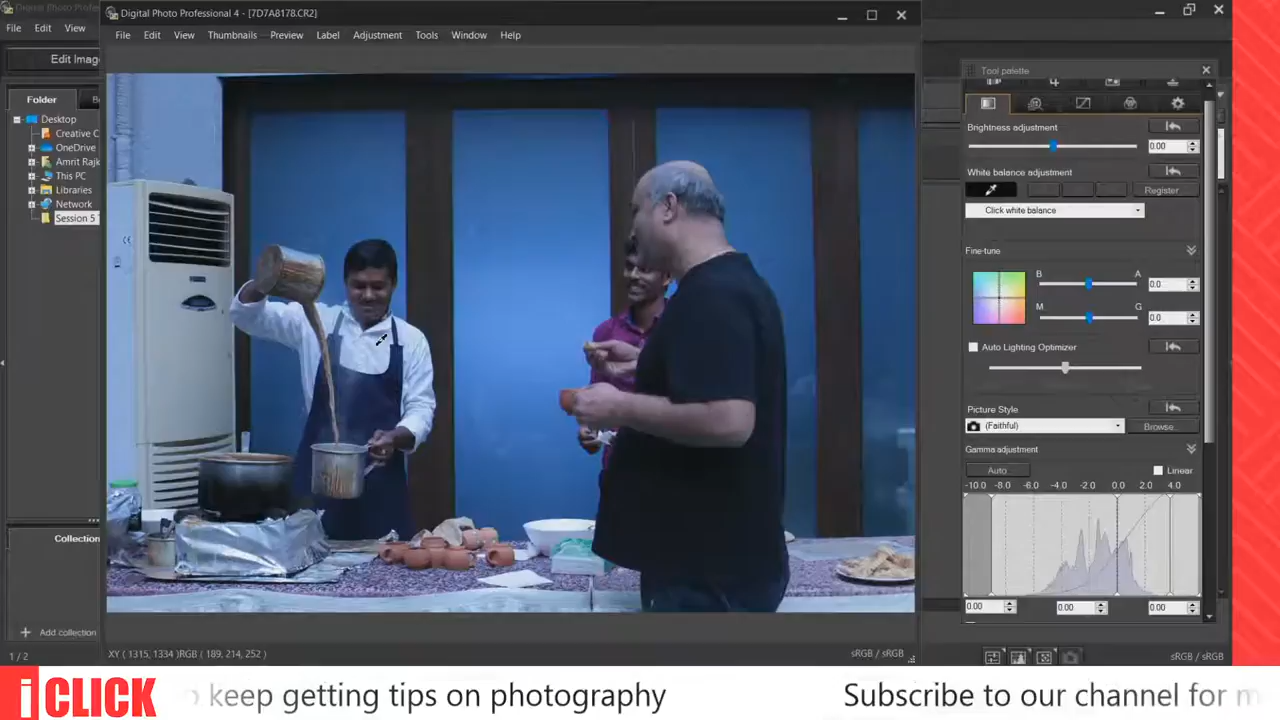 Digital Photo Professional 4 - [7D7A8178.CR2]
File Edit View
File Edit View Thumbnails Preview Label Adjustment Tools Window Help
Edit Imag
Folder
Desktop
Creative C
OneDrive
Amrit Rajk
This PC
Libraries
Network
Session 5
Collection
Add collection
1 / 2
XY ( 1315, 1334 )RGB ( 189, 214, 252 )
sRGB / sRGB
Tool palette
Brightness adjustment
0.00
White balance adjustment
Register
Click white balance
Fine-tune
B A
0.0
M G
0.0
Auto Lighting Optimizer
Picture Style
(Faithful)
Browse...
Gamma adjustment
Auto
Linear
-10.0 -8.0 -6.0 -4.0 -2.0 0.0 2.0 4.0
0.00 0.00 0.00
sRGB / sRGB
iCLICK
keep getting tips on photography
Subscribe to our channel for